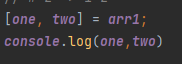 [one, two] = arr1;
console.log(one,two)